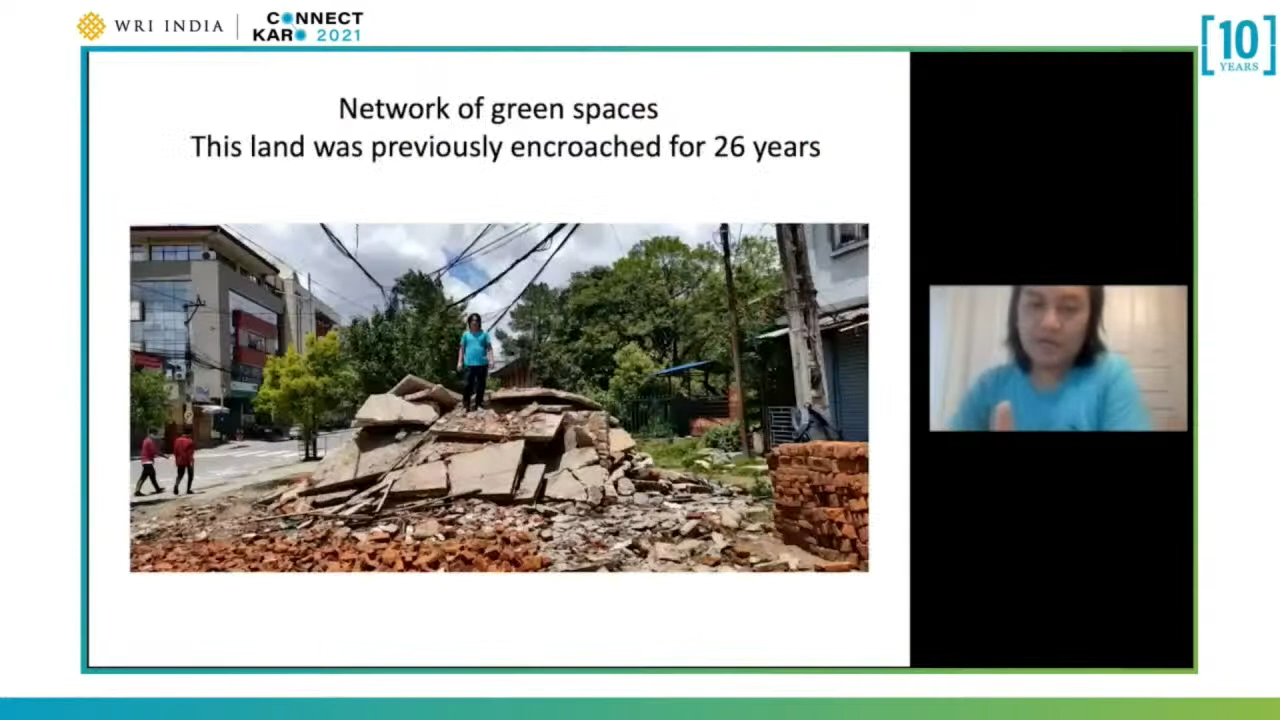 WRI INDIA
CONNECT
KARO 2021
[10]
YEARS
Network of green spaces
This land was previously encroached for 26 years